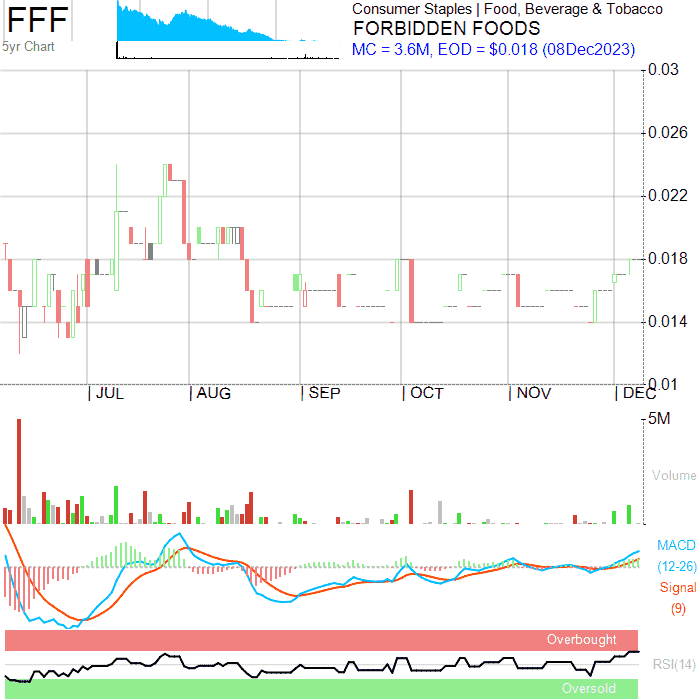 FFF
5yr Chart
Consumer Staples | Food, Beverage & Tobacco
FORBIDDEN FOODS
MC = 3.6M, EOD = $0.018 (08Dec2023)
0.03
0.026
0.022
0.018
0.014
0.01
JUL AUG SEP OCT NOV DEC
5M
Volume
MACD
(12-26)
Signal
(9)
Overbought
RSI(14)
Oversold